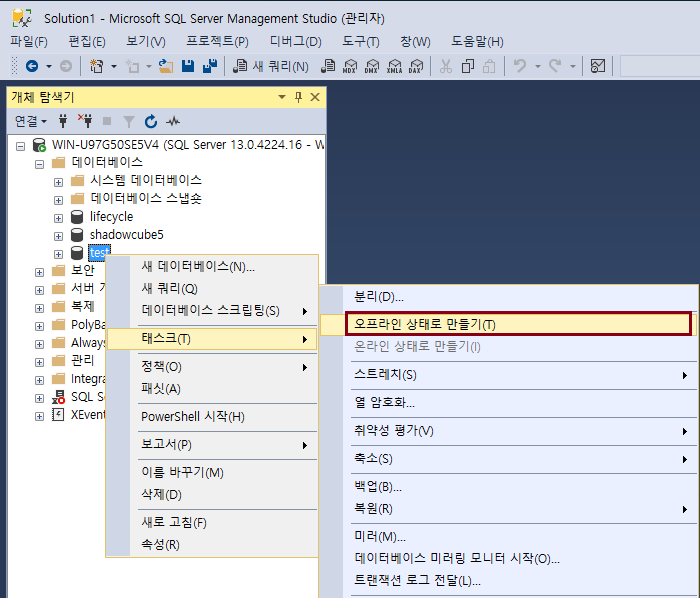 Solution1 - Microsoft SQL Server Management Studio (관리자)
파일(F) 편집(E) 보기(V) 프로젝트(P) 디버그(D) 도구(T) 창(W) 도움말(H)
새 쿼리(N) MDX DMX XMLA DAX
개체 탐색기
연결
WIN-U97G50SE5V4 (SQL Server 13.0.4224.16 - W
데이터베이스
시스템 데이터베이스
데이터베이스 스냅숏
lifecycle
shadowcube5
test
보안
서버 개
복제
PolyBa
Always
관리
Integra
SQL S
XEvent
새 데이터베이스(N)...
새 쿼리(Q)
데이터베이스 스크립팅(S)
태스크(T)
정책(O)
패싯(A)
PowerShell 시작(H)
보고서(P)
이름 바꾸기(M)
삭제(D)
새로 고침(F)
속성(R)
분리(D)...
오프라인 상태로 만들기(T)
온라인 상태로 만들기(I)
스트레치(S)
열 암호화...
취약성 평가(V)
축소(S)
백업(B)...
복원(R)
미러(M)...
데이터베이스 미러링 모니터 시작(O)...
트랜잭션 로그 전달(L)...